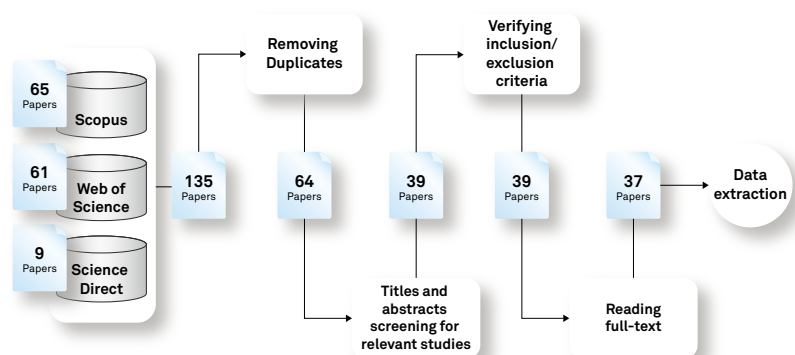 65
Papers
Scopus
61
Papers
Web of
Science
9
Papers
Science
Direct
135
Papers
Removing
Duplicates
64
Papers
Titles and
abstracts
screening for
relevant studies
39
Papers
Verifying
inclusion/
exclusion
criteria
39
Papers
Reading
full-text
37
Papers
Data
extraction